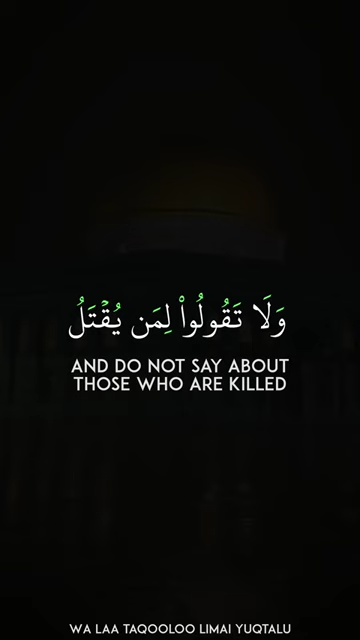 وَلَا تَقُولُوا۟ لِمَن يُقْتَلُ
AND DO NOT SAY ABOUT
THOSE WHO ARE KILLED
WA LAA TAQOOLOO LIMAI YUQTALU